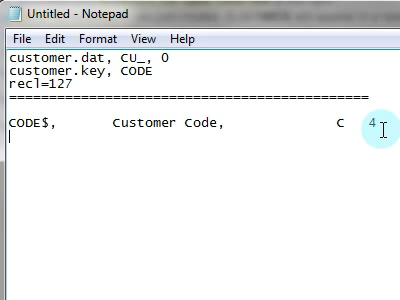 Untitled - Notepad
File Edit Format View Help
customer.dat, CU_, 0
customer.key, CODE
recl=127
=============================================
CODE$, Customer Code, C 4